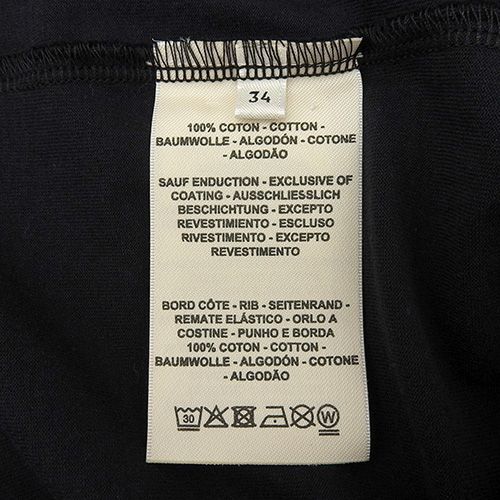 34
100% COTON - COTTON -
BAUMWOLLE - ALGODÓN - COTONE
- ALGODÃO
SAUF ENDUCTION - EXCLUSIVE OF
COATING - AUSSCHLIESSLICH
BESCHICHTUNG - EXCEPTO
REVESTIMIENTO - ESCLUSO
RIVESTIMENTO - EXCEPTO
REVESTIMENTO
BORD CÔTE - RIB - SEITENRAND -
REMATE ELÁSTICO - ORLO A
COSTINE - PUNHO E BORDA
100% COTON - COTTON -
BAUMWOLLE - ALGODÓN - COTONE
- ALGODÃO
30 W